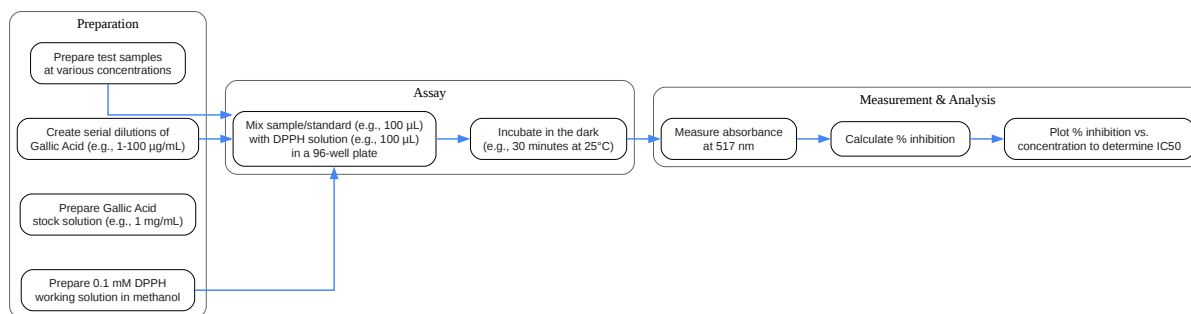 Preparation
Prepare test samples
at various concentrations
Create serial dilutions of
Gallic Acid (e.g., 1-100 µg/mL)
Prepare Gallic Acid
stock solution (e.g., 1 mg/mL)
Prepare 0.1 mM DPPH
working solution in methanol
Assay
Mix sample/standard (e.g., 100 µL)
with DPPH solution (e.g., 100 µL)
in a 96-well plate
Incubate in the dark
(e.g., 30 minutes at 25°C)
Measurement & Analysis
Measure absorbance
at 517 nm
Calculate % inhibition
Plot % inhibition vs.
concentration to determine IC50